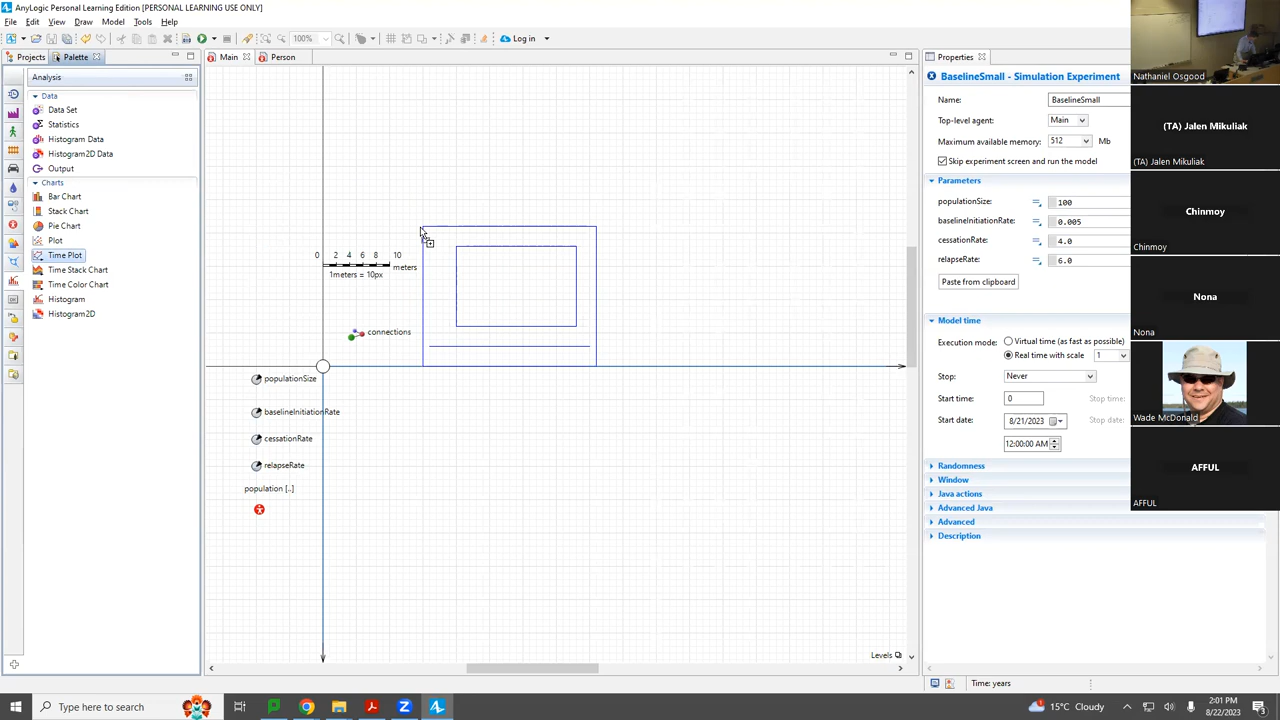 AnyLogic Personal Learning Edition [PERSONAL LEARNING USE ONLY]
File Edit View Draw Model Tools Help
100%
Log in
Projects
Palette
Main
Person
Properties
Analysis
Data
Data Set
Statistics
Histogram Data
Histogram2D Data
Output
Charts
Bar Chart
Stack Chart
Pie Chart
Plot
Time Plot
Time Stack Chart
Time Color Chart
Histogram
Histogram2D
0 2 4 6 8 10
meters
1meters = 10px
connections
populationSize
baselineInitiationRate
cessationRate
relapseRate
population [..]
Levels
BaselineSmall - Simulation Experiment
Name: BaselineSmall
Top-level agent: Main
Maximum available memory: 512 Mb
Skip experiment screen and run the model
Parameters
populationSize: 100
baselineInitiationRate: 0.005
cessationRate: 4.0
relapseRate: 6.0
Paste from clipboard
Model time
Execution mode: Virtual time (as fast as possible)
Real time with scale 1
Stop: Never
Start time: 0 Stop time:
Start date: 8/21/2023 Stop date:
12:00:00 AM
Randomness
Window
Java actions
Advanced Java
Advanced
Description
Time: years
Nathaniel Osgood
(TA) Jalen Mikuliak
(TA) Jalen Mikuliak
Chinmoy
Chinmoy
Nona
Nona
Wade McDonald
AFFUL
AFFUL
Type here to search
15°C Cloudy
2:01 PM
8/22/2023
3